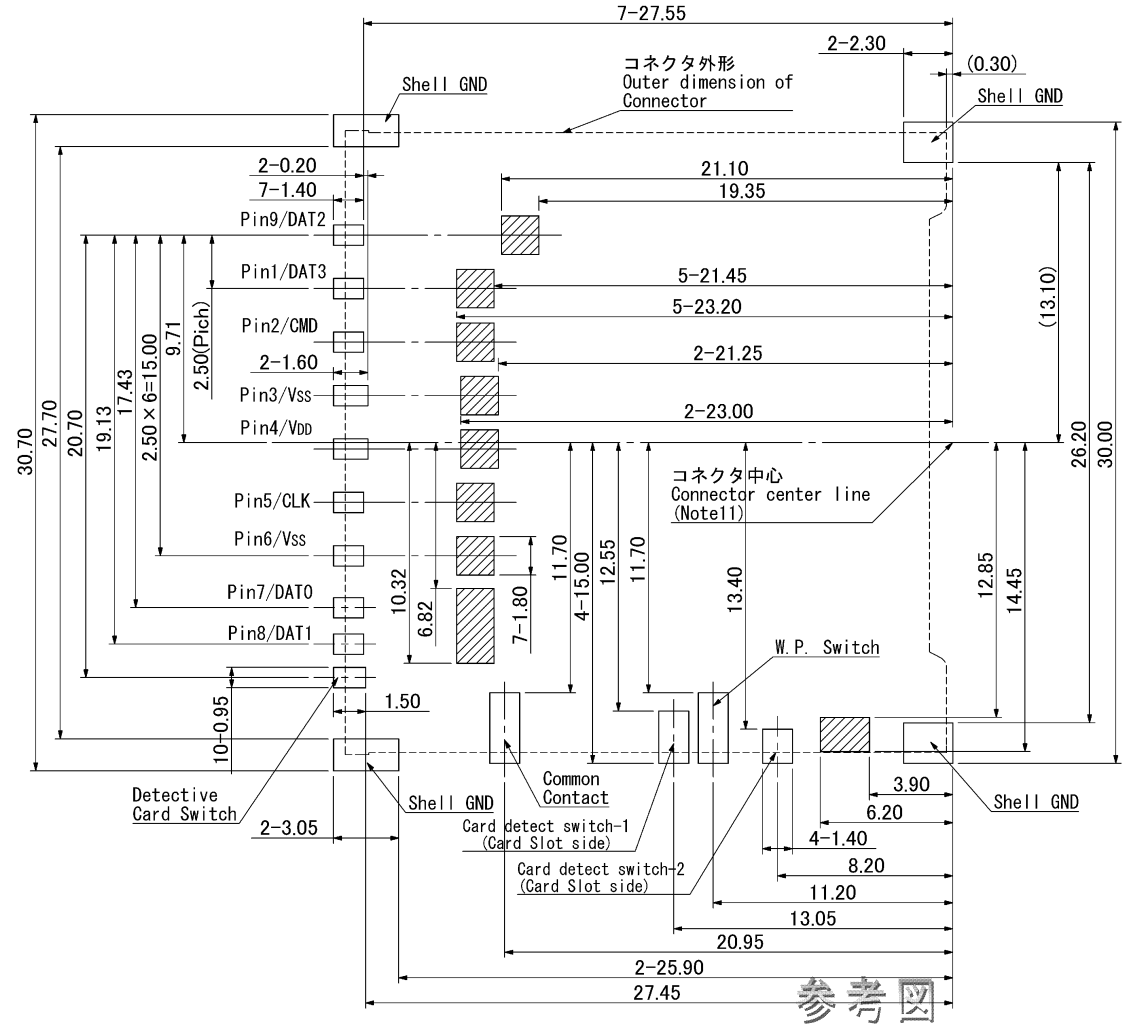 7-27.55
2-2.30
(0.30)
コネクタ外形
Outer dimension of
Connector
Shell GND
Shell GND
21.10
2-0.20
19.35
7-1.40
Pin9/DAT2
Pin1/DAT3
5-21.45
5-23.20
(13.10)
Pin2/CMD
2.50(Pich)
9.71
2-1.60
2-21.25
2.50×6=15.00
17.43
Pin3/VSS
2-23.00
19.13
20.70
27.70
30.70
Pin4/VDD
26.20
30.00
コネクタ中心
Connector center line
(Note11)
Pin5/CLK
Pin6/VSS
11.70
4-15.00
12.55
11.70
13.40
12.85
14.45
10.32
6.82
7-1.80
Pin7/DAT0
Pin8/DAT1
W.P. Switch
1.50
10-0.95
Common
Contact
3.90
Detective
Card Switch
Shell GND
Shell GND
6.20
2-3.05
Card detect switch-1
(Card Slot side)
4-1.40
Card detect switch-2
(Card Slot side)
8.20
11.20
13.05
20.95
2-25.90
27.45
参考図